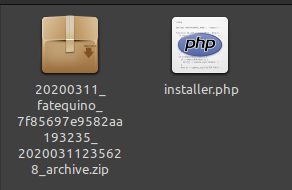 20200311_
fatequino_
7f85697e9582aa
193235_
2020031123562
8_archive.zip
php
installer.php